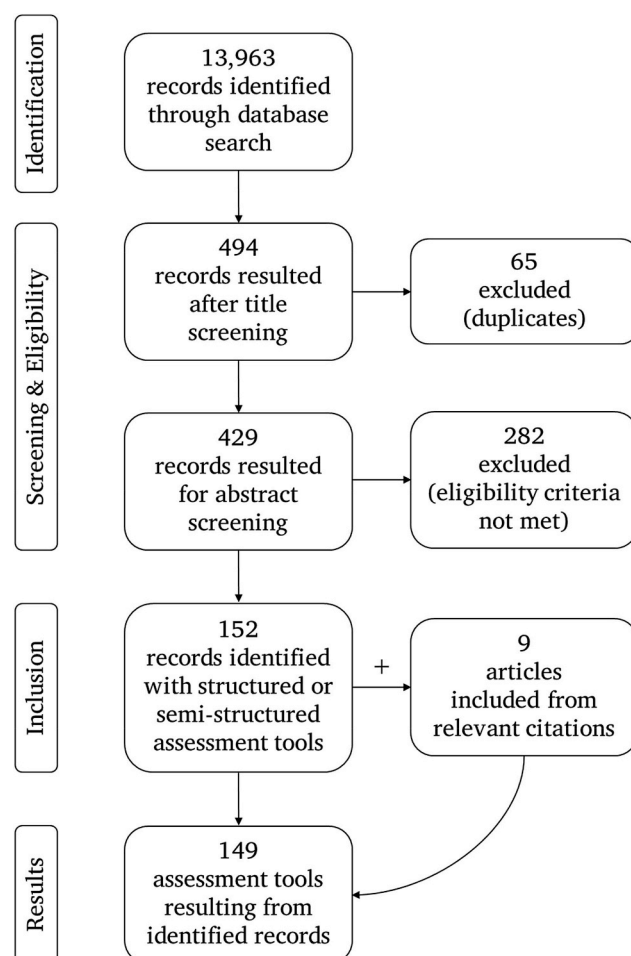 Identification
13,963
records identified
through database
search
Screening & Eligibility
494
records resulted
after title
screening
65
excluded
(duplicates)
429
records resulted
for abstract
screening
282
excluded
(eligibility criteria
not met)
Inclusion
152
records identified
with structured or
semi-structured
assessment tools
+
9
articles
included from
relevant citations
Results
149
assessment tools
resulting from
identified records